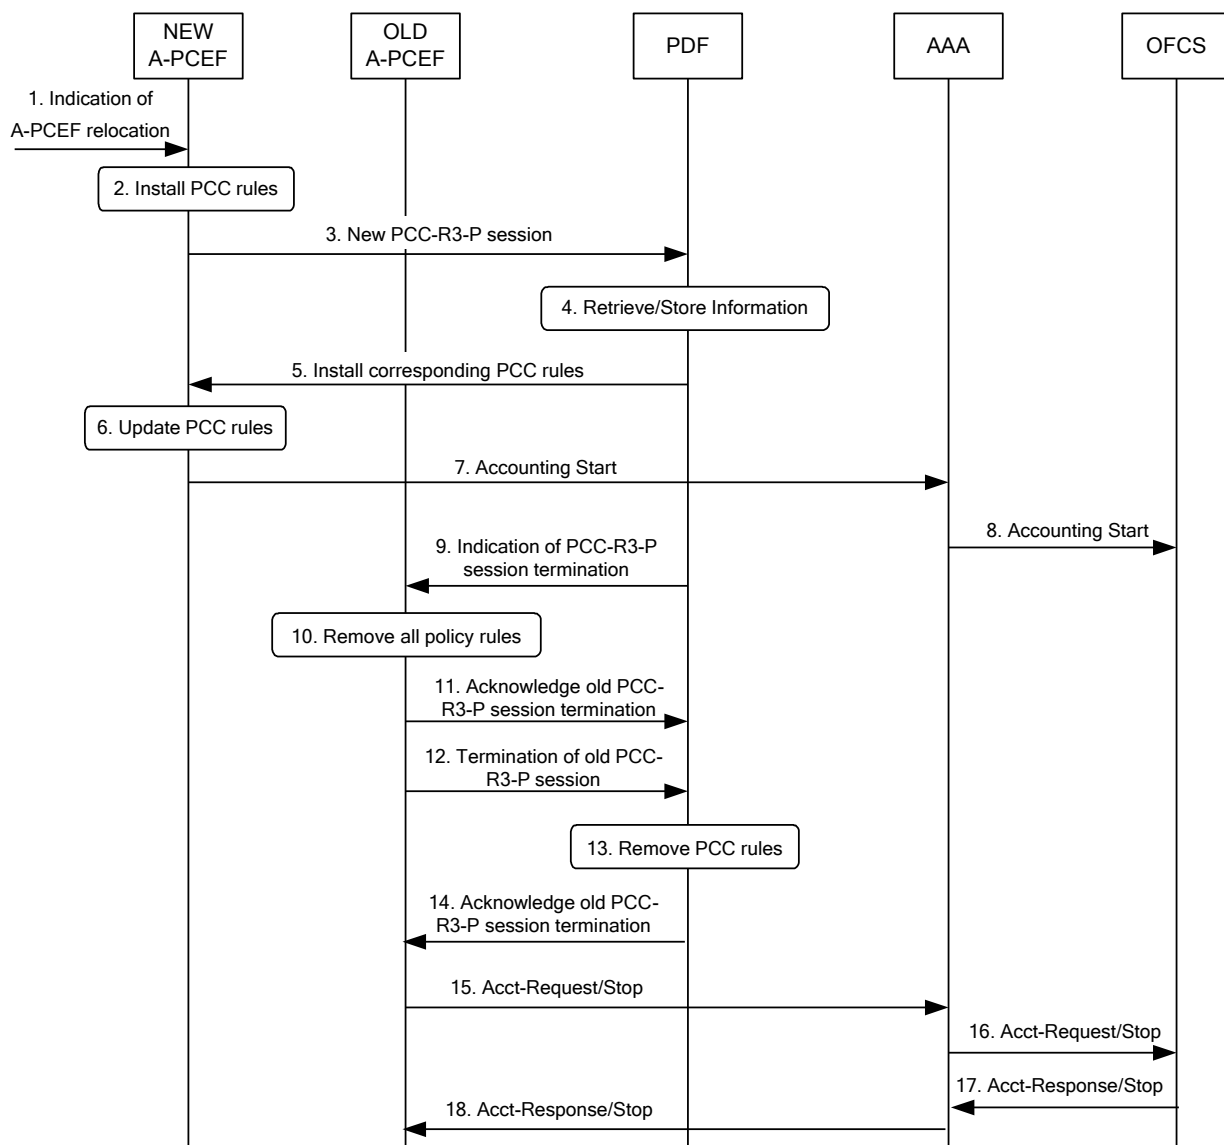 NEW
A-PCEF
OLD
A-PCEF
PDF
AAA
OFCS
1. Indication of
A-PCEF relocation
2. Install PCC rules
3. New PCC-R3-P session
4. Retrieve/Store Information
5. Install corresponding PCC rules
6. Update PCC rules
7. Accounting Start
8. Accounting Start
9. Indication of PCC-R3-P
session termination
10. Remove all policy rules
11. Acknowledge old PCC-
R3-P session termination
12. Termination of old PCC-
R3-P session
13. Remove PCC rules
14. Acknowledge old PCC-
R3-P session termination
15. Acct-Request/Stop
16. Acct-Request/Stop
17. Acct-Response/Stop
18. Acct-Response/Stop